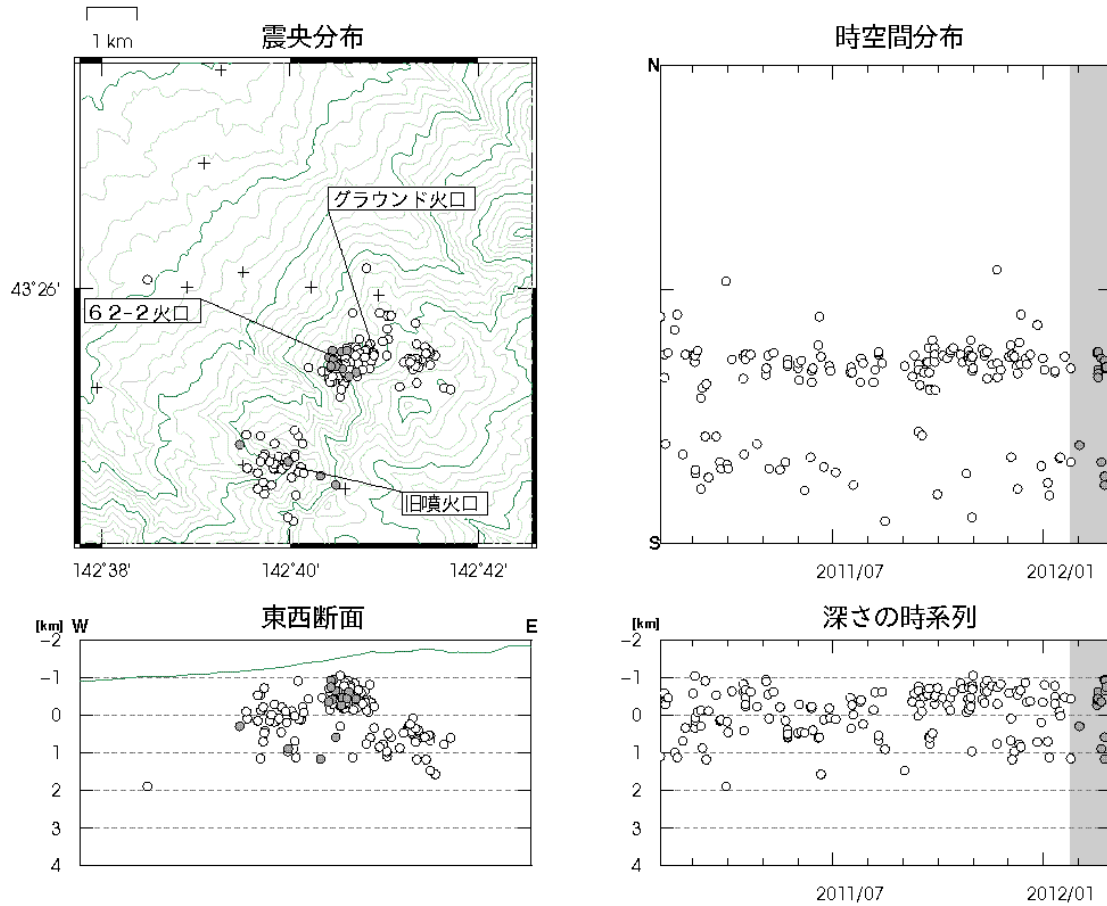 1 km
震央分布
時空間分布
N
グラウンド火口
43°26'
62-2火口
旧噴火口
S
142°38'
142°40'
142°42'
2011/07
2012/01
[km] W
東西断面
E
[km]
深さの時系列
-2
-1
0
1
2
3
4
-2
-1
0
1
2
3
4
2011/07
2012/01